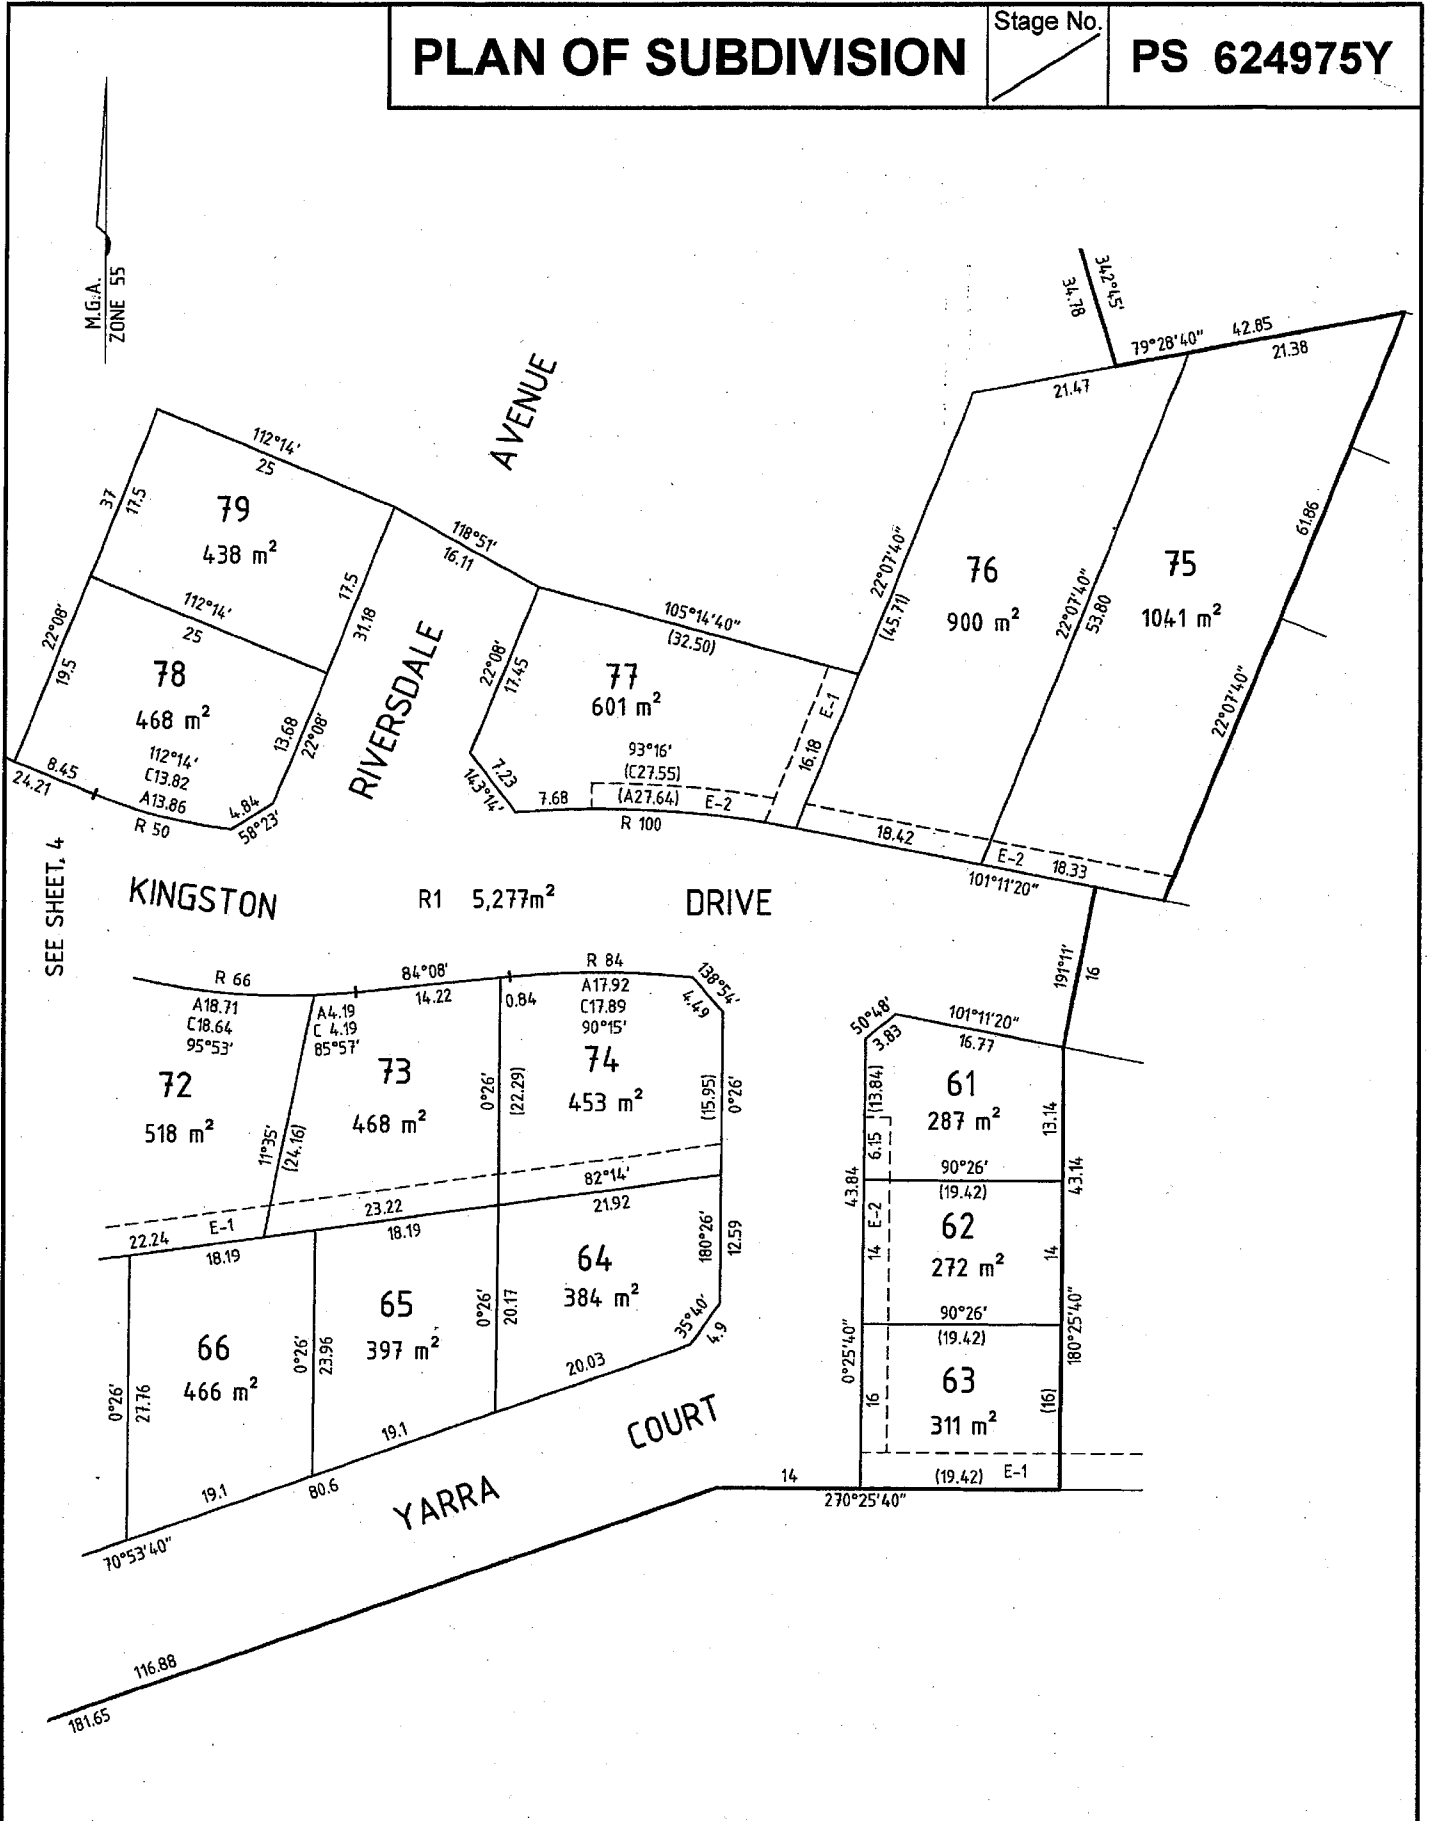 PLAN OF SUBDIVISION
Stage No.
PS 624975Y
M.G.A.
ZONE 55
342°45'
34.78
79°28'40"
42.85
21.38
21.47
AVENUE
112°14'
25
37
17.5
79
438 m²
118°51'
16.11
17.5
31.18
112°14'
25
22°08'
19.5
78
468 m²
112°14'
C13.82
A13.86
13.68
22°08'
8.45
24.21
R 50
4.84
58°23'
RIVERSDALE
105°14'40"
(32.50)
22°08'
17.45
77
601 m²
93°16'
(C27.55)
(A27.64)
E-2
E-1
16.18
7.23
143°14'
7.68
R 100
22°07'40"
(45.71)
76
900 m²
22°07'40"
53.80
75
1041 m²
61.86
22°07'40"
18.42
E-2
18.33
101°11'20"
SEE SHEET. 4
KINGSTON
R1 5,277m²
DRIVE
191°11'
16
R 66
84°08'
14.22
R 84
0.84
A18.71
C18.64
95°53'
A4.19
C 4.19
85°57'
A17.92
C17.89
90°15'
138°54'
4.49
72
518 m²
73
468 m²
74
453 m²
11°35'
(24.16)
0°26'
(22.29)
(15.95)
0°26'
50°48'
3.83
101°11'20"
16.77
(13.84)
61
287 m²
13.14
6.15
90°26'
(19.42)
43.84
43.14
E-2
62
272 m²
14
14
90°26'
(19.42)
0°25'40"
180°25'40"
63
311 m²
16
(16)
(19.42)
E-1
14
270°25'40"
82°14'
21.92
23.22
18.19
E-1
22.24
18.19
180°26'
12.59
64
384 m²
35°40'
4.9
0°26'
20.17
65
397 m²
20.03
0°26'
23.96
66
466 m²
0°26'
27.76
19.1
19.1
80.6
70°53'40"
YARRA
COURT
116.88
181.65